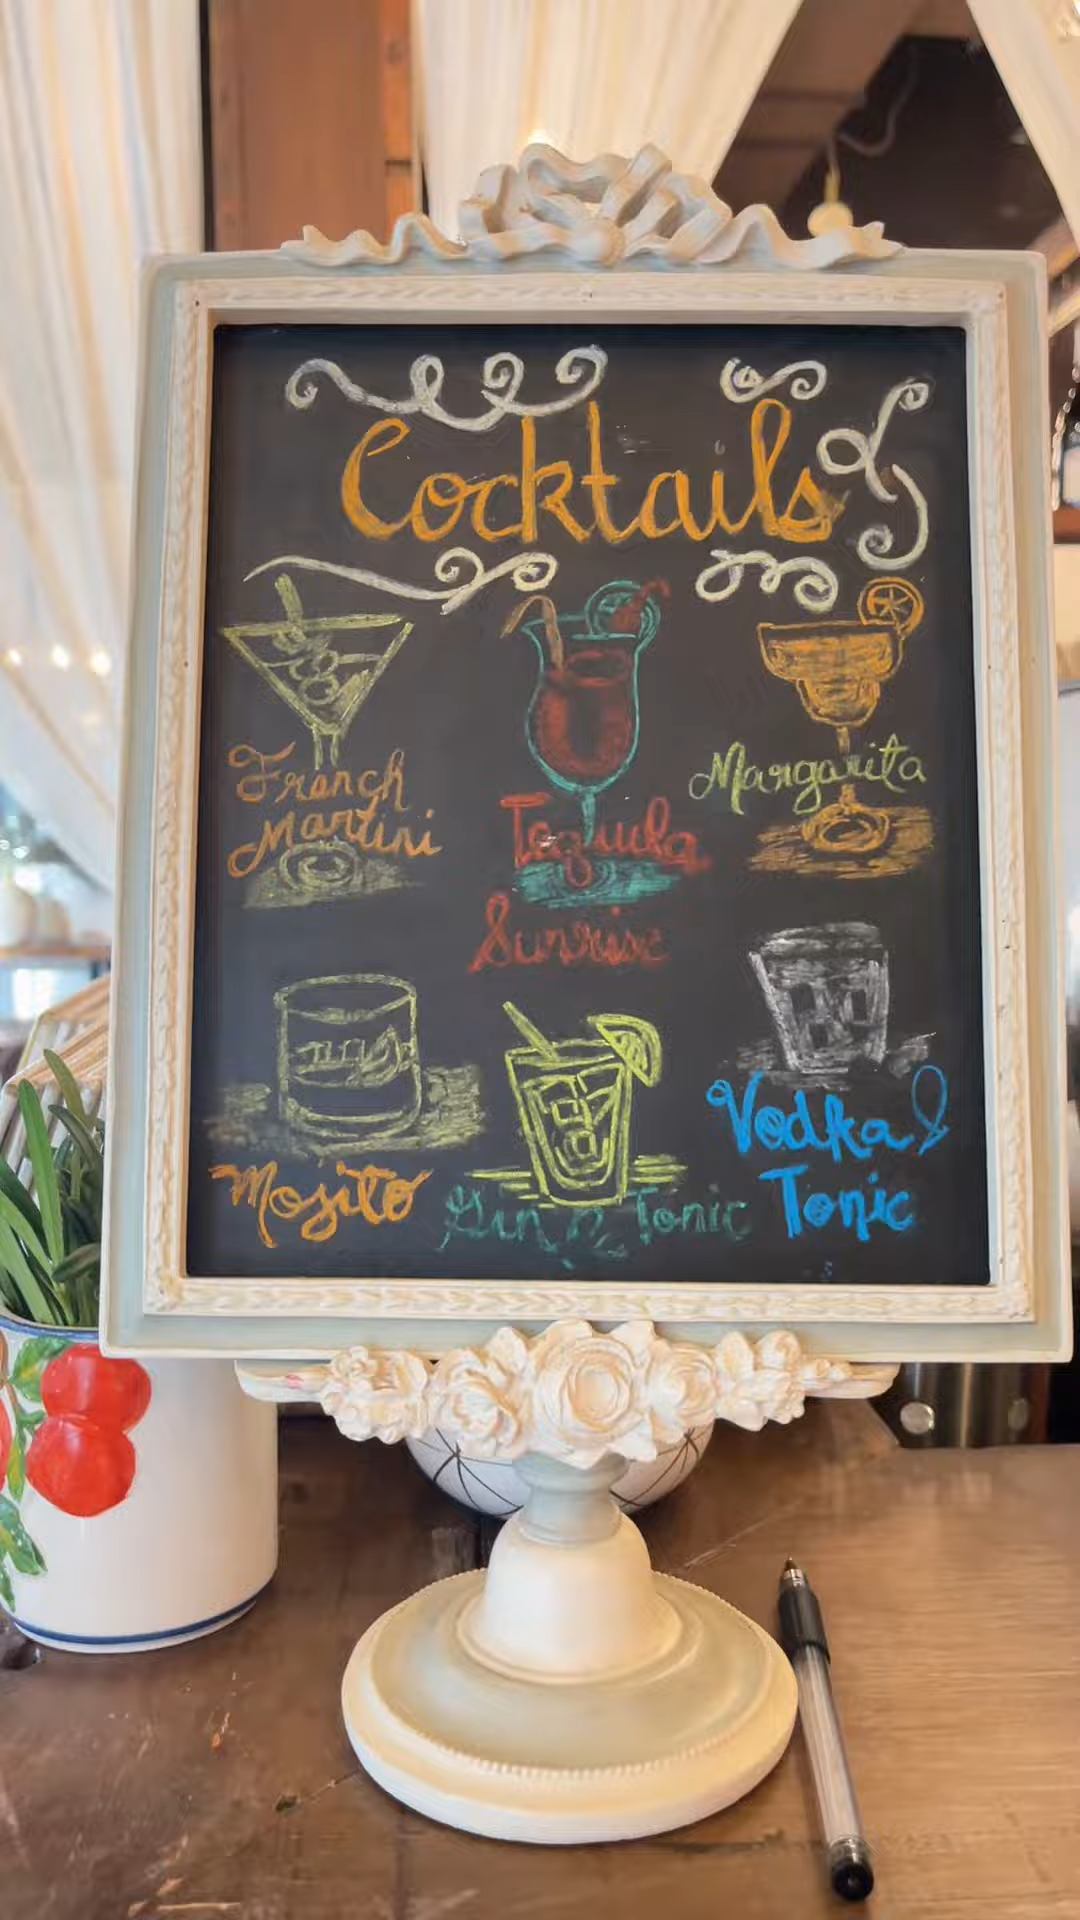 Cocktails
French
Martini
Tequila
Sunrise
Margarita
Mojito
Gin n Tonic
Vodka
Tonic